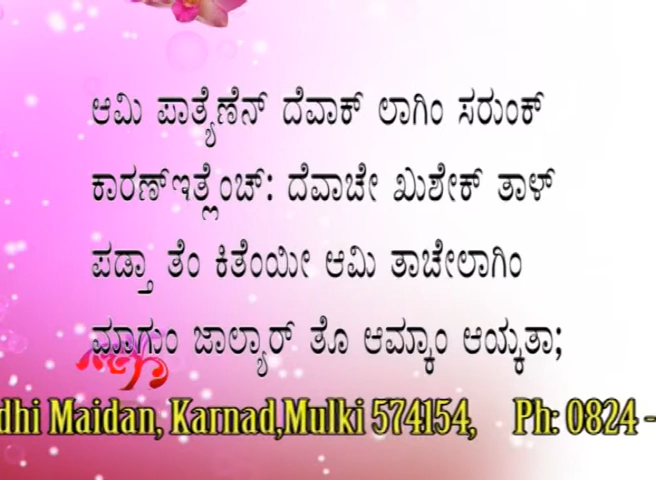 ಆಮಿ ಪಾತ್ಯೆಣೆನ್ ದೆವಾಕ್ ಲಾಗಿಂ ಸರುಂಕ್
ಕಾರಣ್‌ಇತ್ಲೆಂಚ್: ದೆವಾಚೇ ಖುಶೇಕ್ ತಾಳ್
ಪಡ್ತಾ ತೆಂ ಕಿತೆಂಯೀ ಆಮಿ ತಾಚೇಲಾಗಿಂ
ಮಾಗುಂ ಜಾಲ್ಯಾರ್ ತೊ ಆಮ್ಕಾಂ ಆಯ್ಕತಾ;
dhi Maidan, Karnad,Mulki 574154, Ph: 0824 -